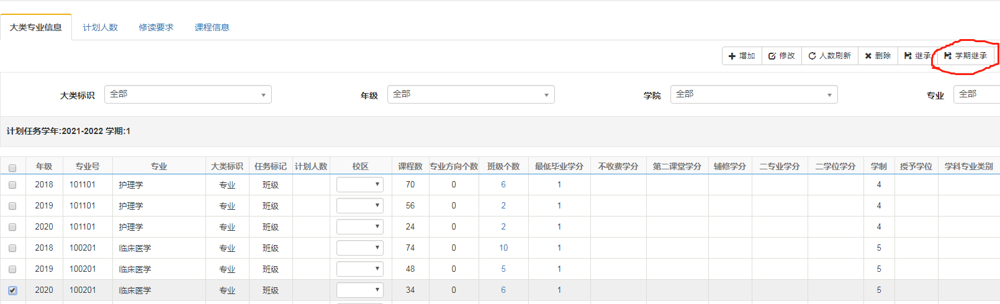 大类专业信息 计划人数 修读要求 课程信息
增加 修改 人数刷新 删除 继承 学期继承
大类标识 全部 年级 全部 学院 全部 专业 全部
计划任务学年:2021-2022 学期:1
年级 专业号 专业 大类标识 任务标记 计划人数 校区 课程数 专业方向个数 班级个数 最低毕业学分 不收费学分 第二课堂学分 辅修学分 二专业学分 二学位学分 学制 授予学位 学科专业类别
2018 101101 护理学 专业 班级 70 0 6 1 4
2019 101101 护理学 专业 班级 56 0 2 1 4
2020 101101 护理学 专业 班级 24 0 2 1 4
2018 100201 临床医学 专业 班级 74 0 10 1 5
2019 100201 临床医学 专业 班级 48 0 5 1 5
2020 100201 临床医学 专业 班级 34 0 6 1 5